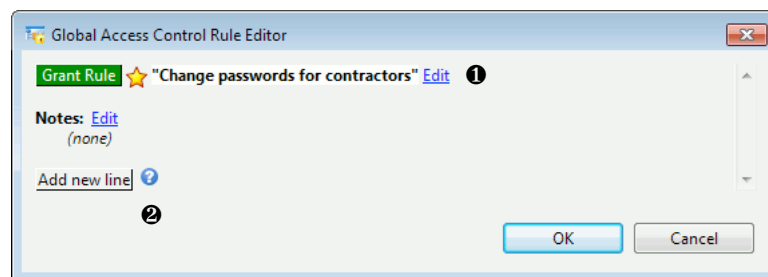 Global Access Control Rule Editor
Grant Rule "Change passwords for contractors" Edit ❶
Notes: Edit
(none)
Add new line ?
❷
OK Cancel